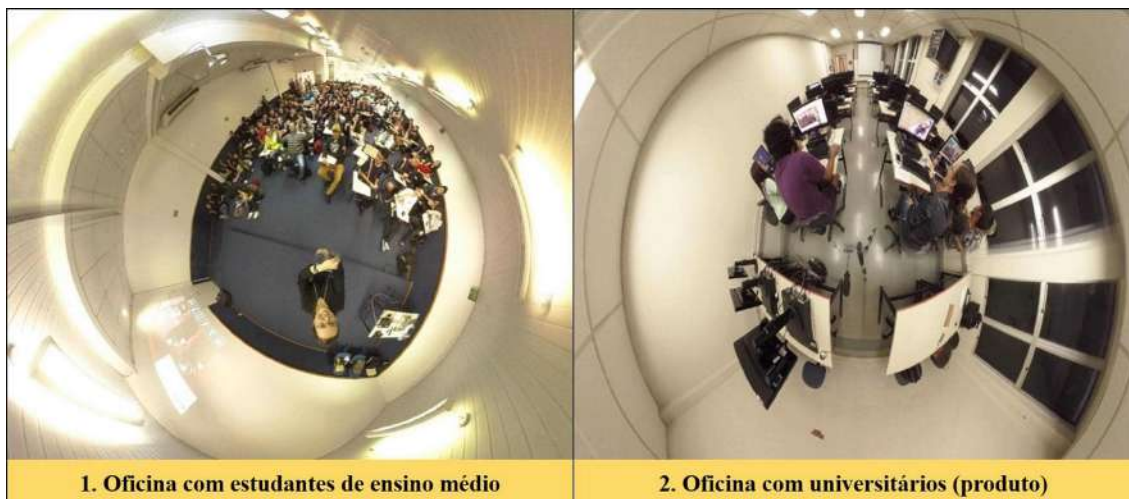 1. Oficina com estudantes de ensino médio
2. Oficina com universitários (produto)